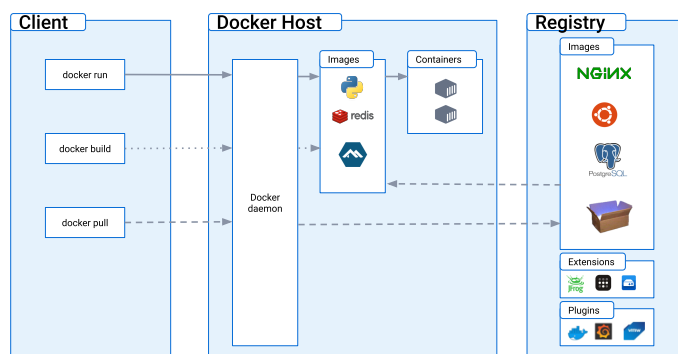 Client
Docker Host
Registry
docker run
docker build
docker pull
Docker
daemon
Images
redis
Containers
Images
NGINX
PostgreSQL
Extensions
JFrog
Plugins
vmw